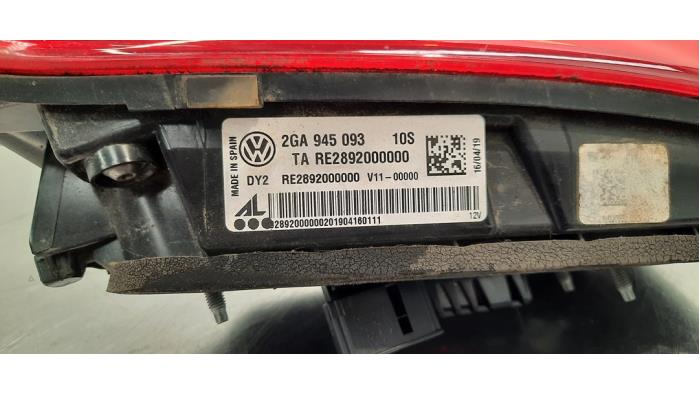 MADE IN SPAIN
2GA 945 093 10S
TA RE2892000000
DY2 RE2892000000 V11-00000
16/04/19
AL
2892000000201904160111
12V